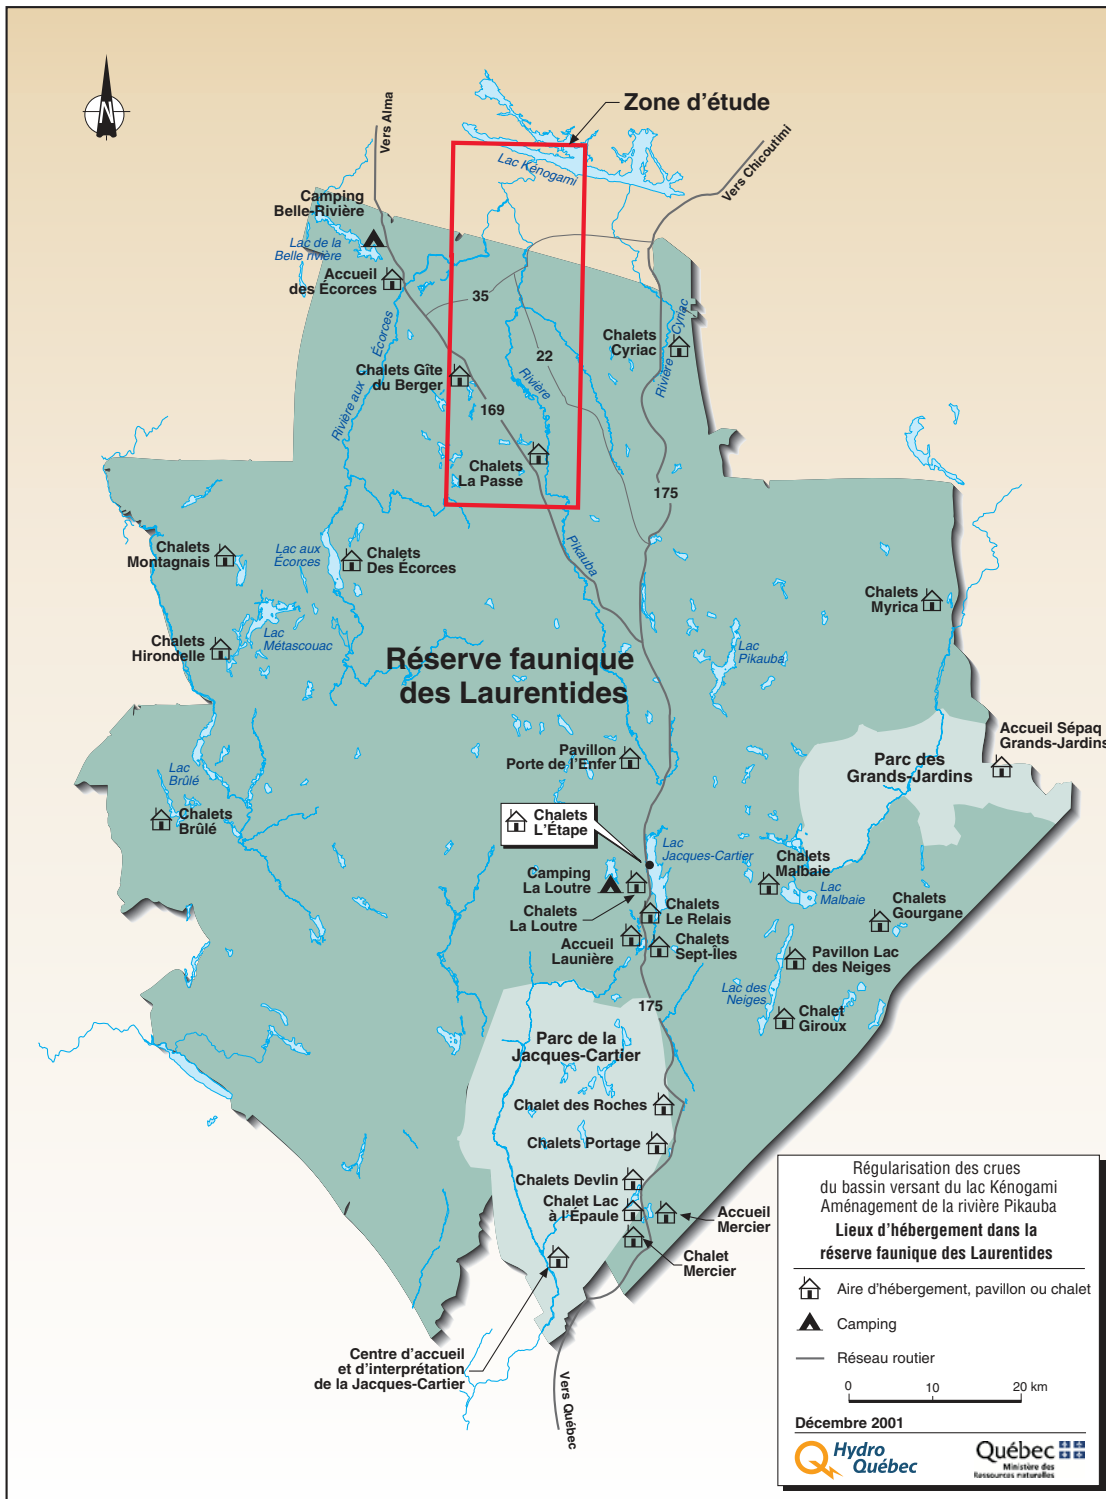 Zone d'étude
Vers Alma
Vers Chicoutimi
N
Lac Kénogami
Camping
Belle-Rivière
Lac de la
Belle rivière
Accueil
des Écorces
35
Rivière aux Écorces
Chalets
Cyriac
Rivière Cyriac
22
Chalets Gîte
du Berger
Rivière
169
Chalets
La Passe
175
Chalets
Montagnais
Lac aux
Écorces
Chalets
Des Écorces
Pikauba
Chalets
Myrica
Chalets
Hirondelle
Lac
Métascouac
Lac
Pikauba
Réserve faunique
des Laurentides
Accueil Sépaq
Grands-Jardins
Pavillon
Porte de l'Enfer
Parc des
Grands-Jardins
Lac
Brûlé
Chalets
Brûlé
Chalets
L'Étape
Lac
Jacques-Cartier
Chalets
Malbaie
Camping
La Loutre
Lac
Malbaie
Chalets
Gourgane
Chalets
La Loutre
Chalets
Le Relais
Accueil
Launière
Chalets
Sept-Îles
Pavillon Lac
des Neiges
Lac des
Neiges
175
Chalet
Giroux
Parc de la
Jacques-Cartier
Chalet des Roches
Chalets Portage
Chalets Devlin
Chalet Lac
à l'Épaule
Accueil
Mercier
Chalet
Mercier
Centre d'accueil
et d'interprétation
de la Jacques-Cartier
Vers Québec
Régularisation des crues
du bassin versant du lac Kénogami
Aménagement de la rivière Pikauba
Lieux d'hébergement dans la
réserve faunique des Laurentides
Aire d'hébergement, pavillon ou chalet
Camping
Réseau routier
0 10 20 km
Décembre 2001
Hydro
Québec
Québec
Ministère des
Ressources naturelles